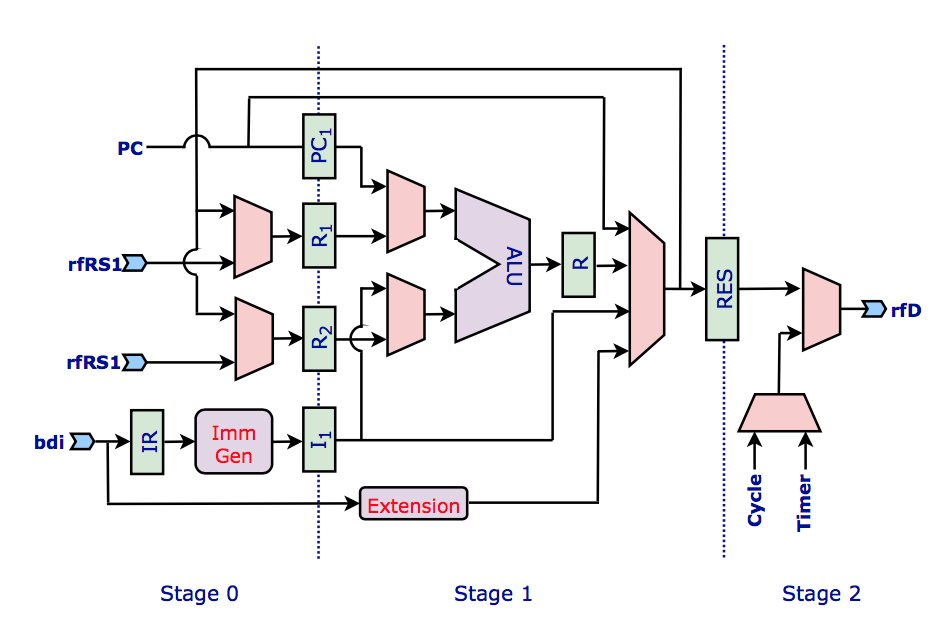 PC
PC1
rfRS1
R1
ALU
R
RES
rfD
rfRS1
R2
bdi
IR
Imm
Gen
I1
Extension
Cycle
Timer
Stage 0
Stage 1
Stage 2